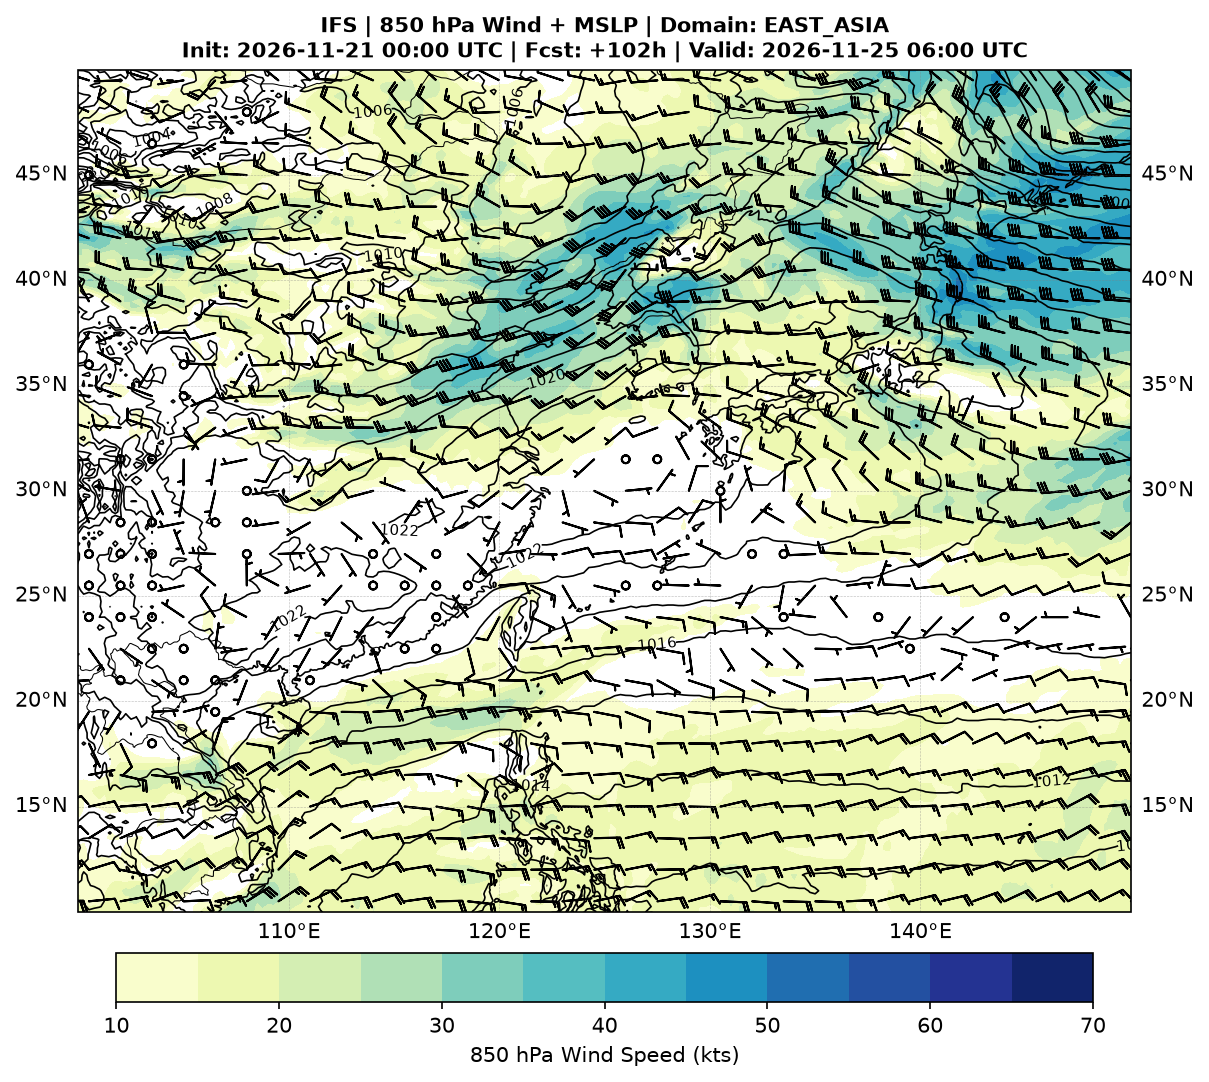 IFS | 850 hPa Wind + MSLP | Domain: EAST_ASIA
Init: 2026-11-21 00:00 UTC | Fcst: +102h | Valid: 2026-11-25 06:00 UTC
1006
1006
1004
1008
1010
1020
1022
1022
1022
1016
1014
1012
45°N
45°N
40°N
40°N
35°N
35°N
30°N
30°N
25°N
25°N
20°N
20°N
15°N
15°N
110°E
120°E
130°E
140°E
10
20
30
40
50
60
70
850 hPa Wind Speed (kts)